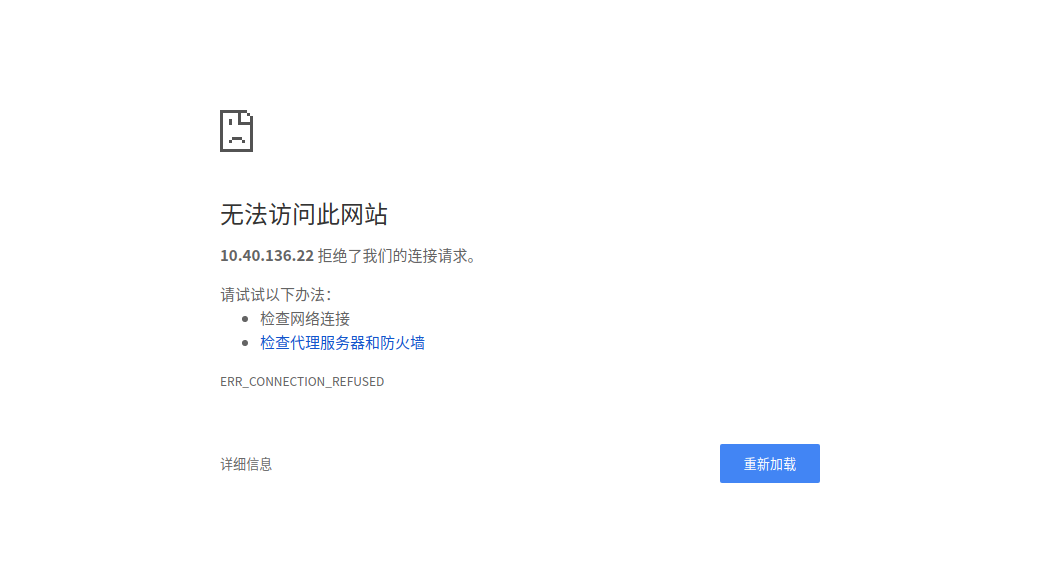 无法访问此网站
10.40.136.22 拒绝了我们的连接请求。
请试试以下办法：
检查网络连接
检查代理服务器和防火墙
ERR_CONNECTION_REFUSED
详细信息
重新加载